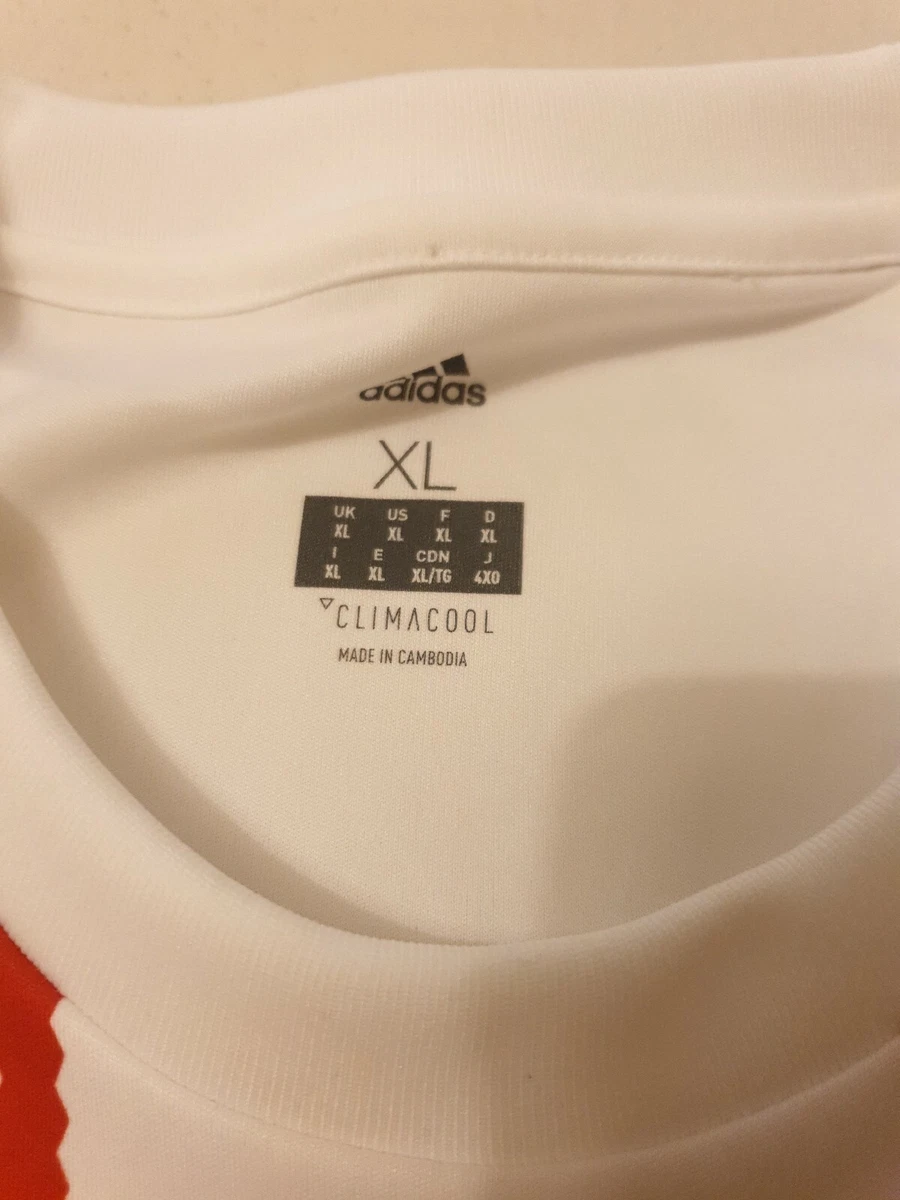 adidas
XL
UK US F D
XL XL XL XL
I E CDN J
XL XL XL/TG 4XO
CLIMACOOL
MADE IN CAMBODIA